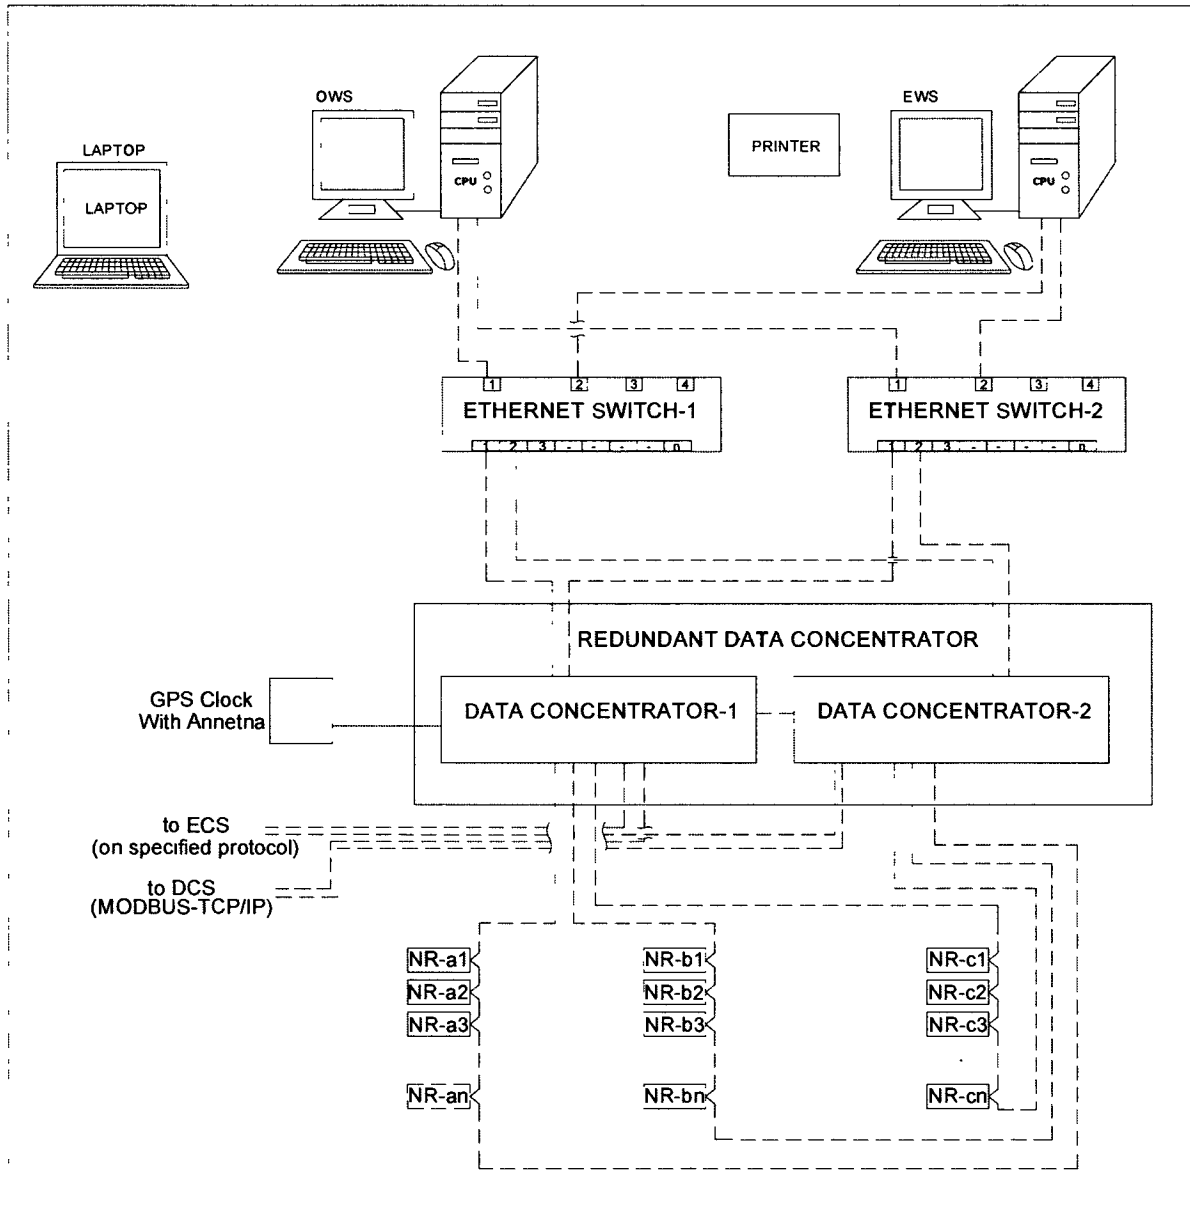 OWS
EWS
LAPTOP
LAPTOP
PRINTER
CPU
CPU
1 2 3 4
1 2 3 4
ETHERNET SWITCH-1
ETHERNET SWITCH-2
1 2 3 - - - - n
1 2 3 - - - - n
REDUNDANT DATA CONCENTRATOR
GPS Clock
With Annetna
DATA CONCENTRATOR-1
DATA CONCENTRATOR-2
to ECS
(on specified protocol)
to DCS
(MODBUS-TCP/IP)
NR-a1
NR-b1
NR-c1
NR-a2
NR-b2
NR-c2
NR-a3
NR-b3
NR-c3
NR-an
NR-bn
NR-cn